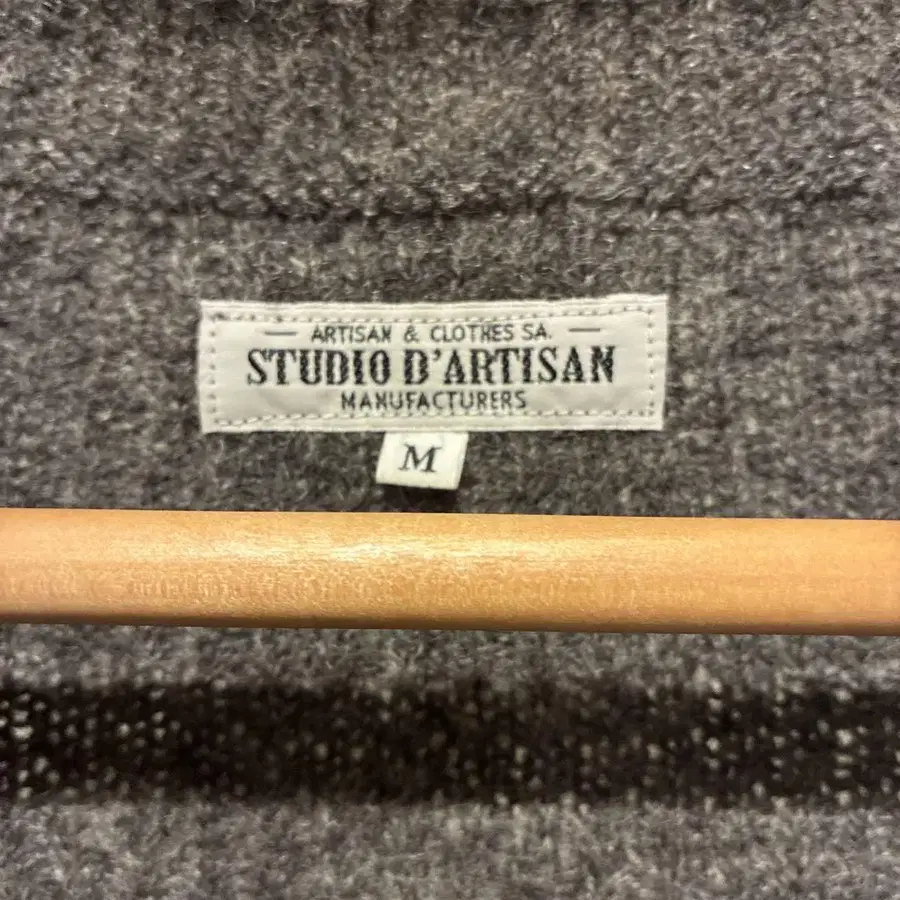 ARTISAN & CLOTHES SA.
STUDIO D'ARTISAN
MANUFACTURERS
M